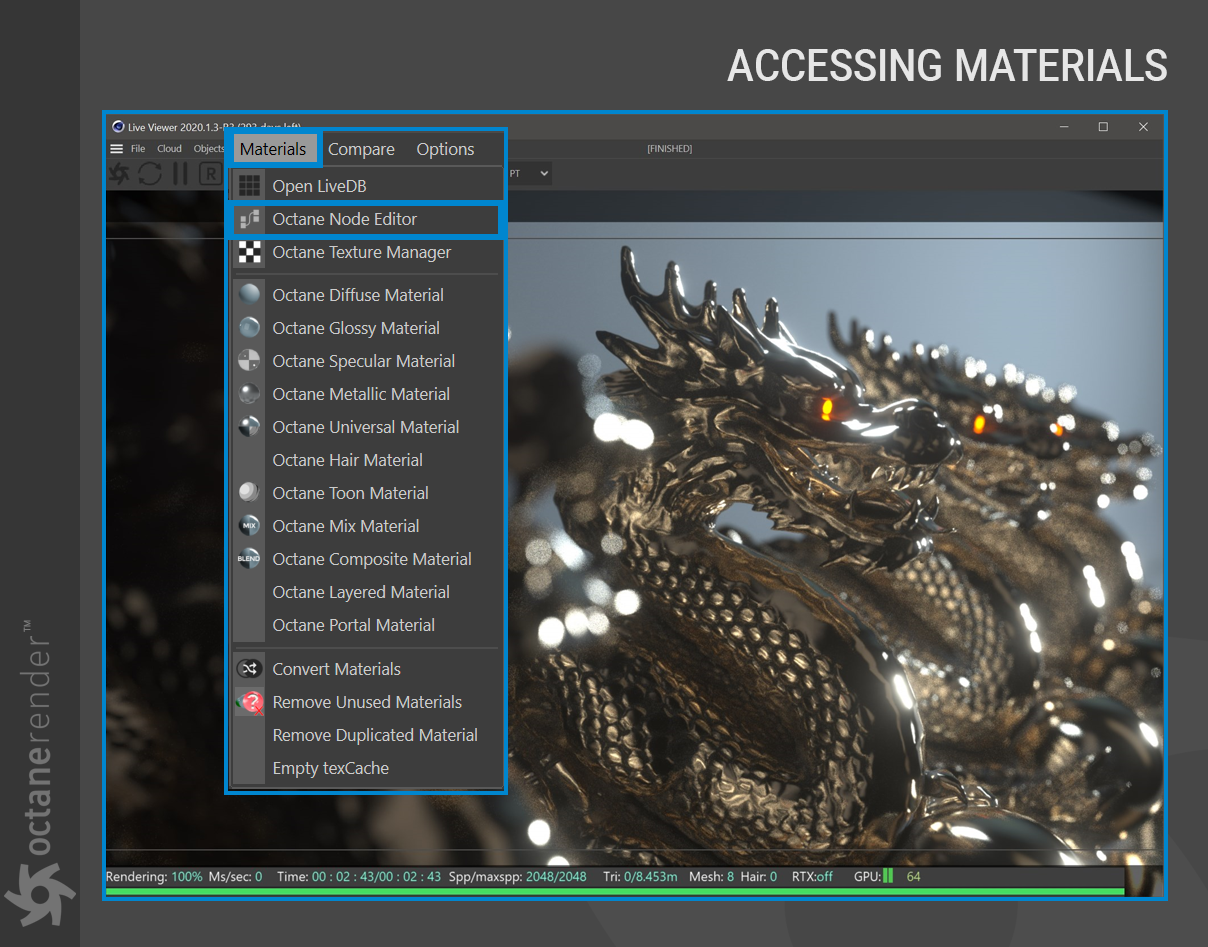 ACCESSING MATERIALS
Live Viewer 2020.1.3-R2 (293 days left)
File Cloud Objects Materials Compare Options [FINISHED]
R PT
Open LiveDB
Octane Node Editor
Octane Texture Manager
Octane Diffuse Material
Octane Glossy Material
Octane Specular Material
Octane Metallic Material
Octane Universal Material
Octane Hair Material
Octane Toon Material
MIX Octane Mix Material
BLEND Octane Composite Material
Octane Layered Material
Octane Portal Material
Convert Materials
Remove Unused Materials
Remove Duplicated Material
Empty texCache
Rendering: 100% Ms/sec: 0 Time: 00 : 02 : 43/00 : 02 : 43 Spp/maxspp: 2048/2048 Tri: 0/8.453m Mesh: 8 Hair: 0 RTX:off GPU: 64
octanerender™